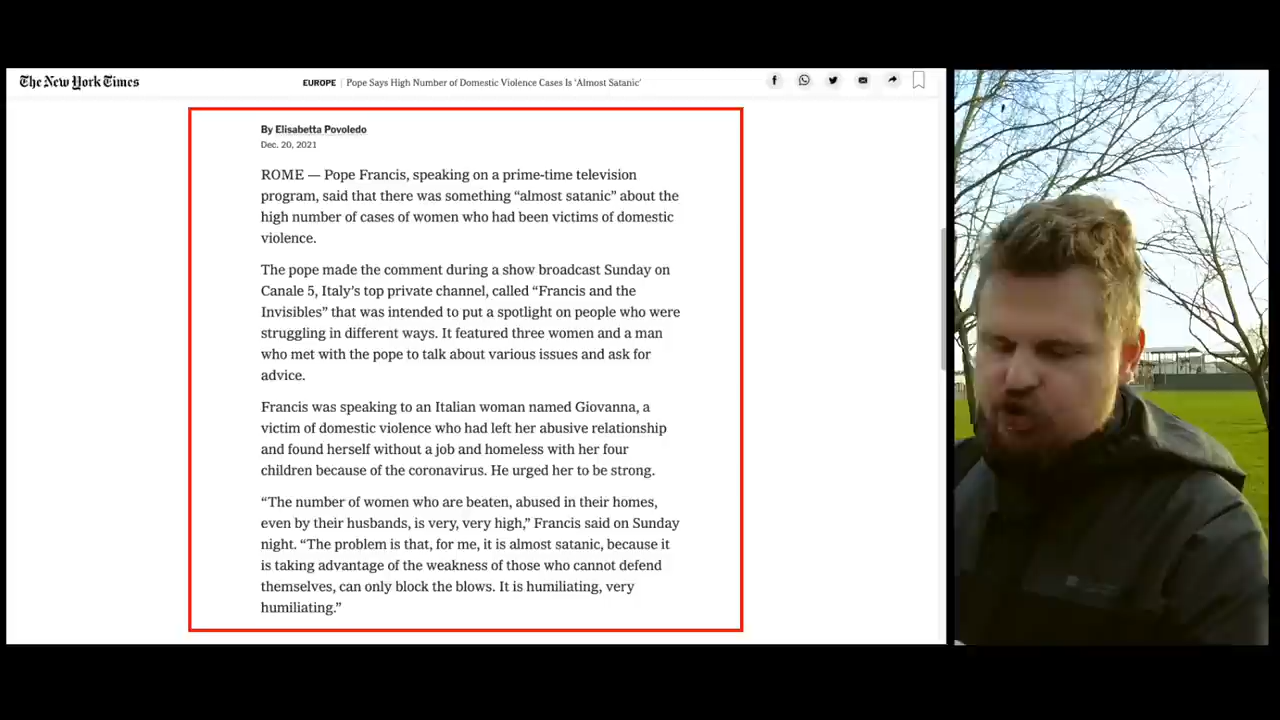 The New York Times
EUROPE | Pope Says High Number of Domestic Violence Cases Is ‘Almost Satanic’
By Elisabetta Povoledo
Dec. 20, 2021
ROME — Pope Francis, speaking on a prime-time television
program, said that there was something “almost satanic” about the
high number of cases of women who had been victims of domestic
violence.
The pope made the comment during a show broadcast Sunday on
Canale 5, Italy’s top private channel, called “Francis and the
Invisibles” that was intended to put a spotlight on people who were
struggling in different ways. It featured three women and a man
who met with the pope to talk about various issues and ask for
advice.
Francis was speaking to an Italian woman named Giovanna, a
victim of domestic violence who had left her abusive relationship
and found herself without a job and homeless with her four
children because of the coronavirus. He urged her to be strong.
“The number of women who are beaten, abused in their homes,
even by their husbands, is very, very high,” Francis said on Sunday
night. “The problem is that, for me, it is almost satanic, because it
is taking advantage of the weakness of those who cannot defend
themselves, can only block the blows. It is humiliating, very
humiliating.”